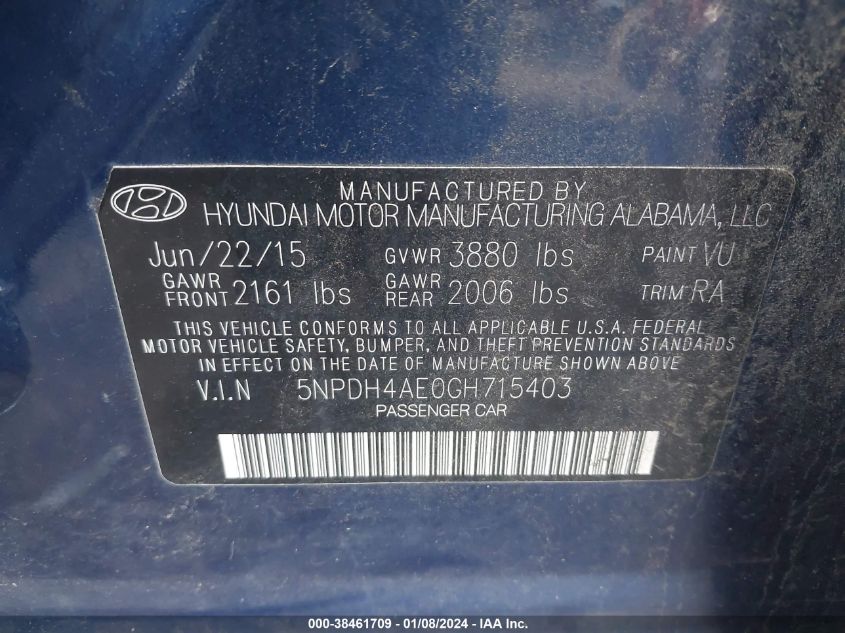 MANUFACTURED BY
HYUNDAI MOTOR MANUFACTURING ALABAMA, LLC
Jun/22/15 GVWR 3880 lbs PAINT VU
GAWR FRONT 2161 lbs GAWR REAR 2006 lbs TRIM RA
THIS VEHICLE CONFORMS TO ALL APPLICABLE U.S.A. FEDERAL
MOTOR VEHICLE SAFETY, BUMPER, AND THEFT PREVENTION STANDARDS
IN EFFECT ON THE DATE OF MANUFACTURE SHOWN ABOVE
V.I.N 5NPDH4AE0GH715403
PASSENGER CAR
000-38461709 - 01/08/2024 - IAA Inc.